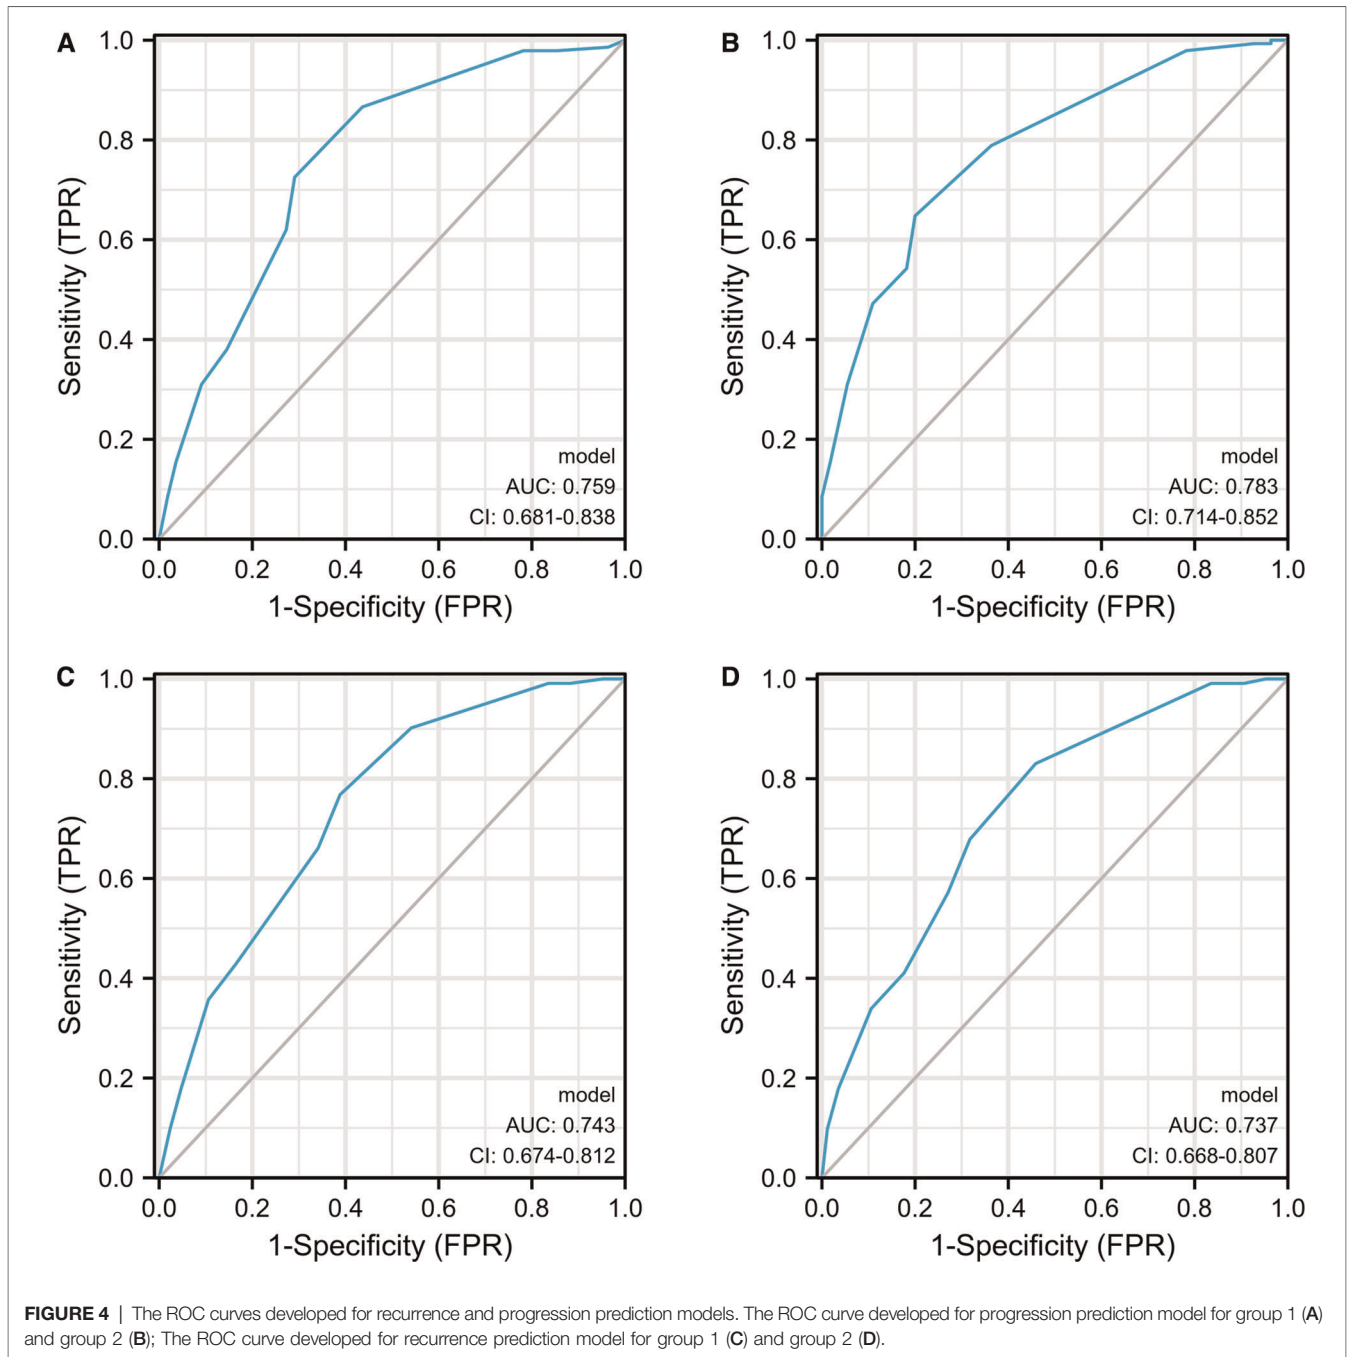 A
1.0
0.8
0.6
0.4
0.2
0.0
Sensitivity (TPR)
model
AUC: 0.759
CI: 0.681-0.838
0.0 0.2 0.4 0.6 0.8 1.0
1-Specificity (FPR)
B
1.0
0.8
0.6
0.4
0.2
0.0
Sensitivity (TPR)
model
AUC: 0.783
CI: 0.714-0.852
0.0 0.2 0.4 0.6 0.8 1.0
1-Specificity (FPR)
C
1.0
0.8
0.6
0.4
0.2
0.0
Sensitivity (TPR)
model
AUC: 0.743
CI: 0.674-0.812
0.0 0.2 0.4 0.6 0.8 1.0
1-Specificity (FPR)
D
1.0
0.8
0.6
0.4
0.2
0.0
Sensitivity (TPR)
model
AUC: 0.737
CI: 0.668-0.807
0.0 0.2 0.4 0.6 0.8 1.0
1-Specificity (FPR)
FIGURE 4 | The ROC curves developed for recurrence and progression prediction models. The ROC curve developed for progression prediction model for group 1 (A)
and group 2 (B); The ROC curve developed for recurrence prediction model for group 1 (C) and group 2 (D).